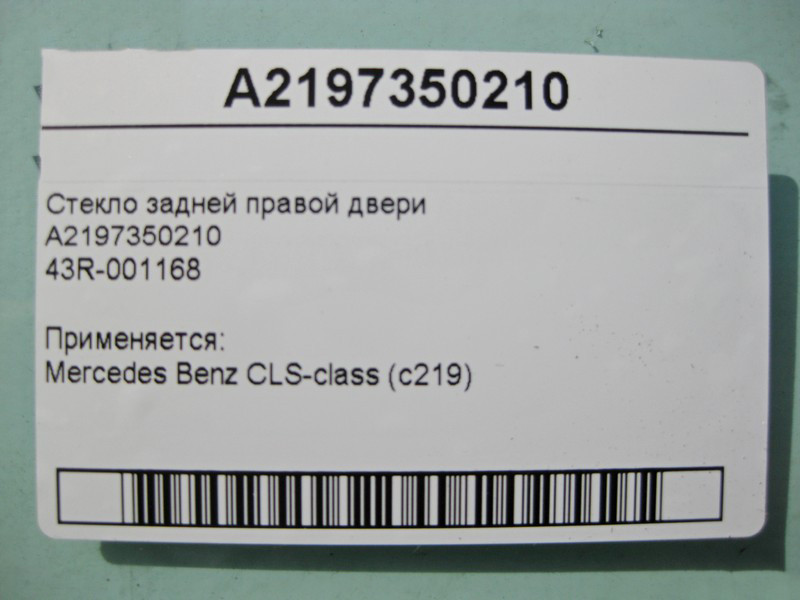 A2197350210
Стекло задней правой двери
A2197350210
43R-001168
Применяется:
Mercedes Benz CLS-class (c219)